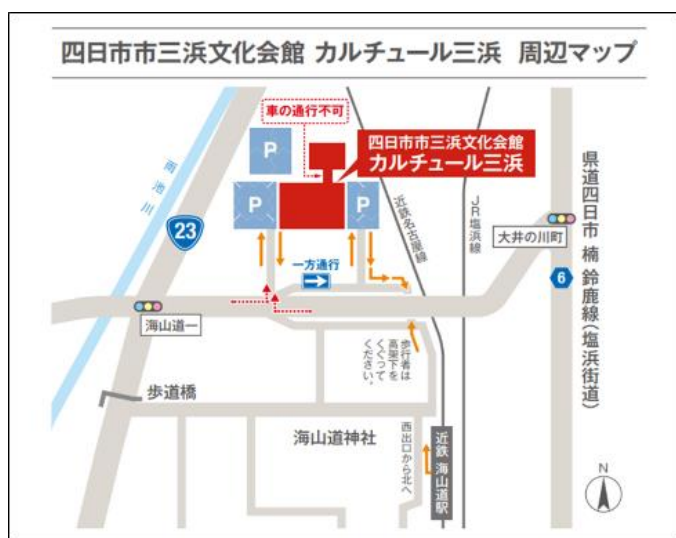 四日市市三浜文化会館 カルチュール三浜 周辺マップ
車の通行不可
P
四日市市三浜文化会館
カルチュール三浜
雨池川
23
P
P
近鉄名古屋線
JR塩浜線
大井の川町
県道四日市 楠 鈴鹿線(塩浜街道)
6
一方通行
海山道一
歩行者は
高架下を
くぐって
ください。
歩道橋
海山道神社
西出口から北へ
近鉄 海山道駅
N